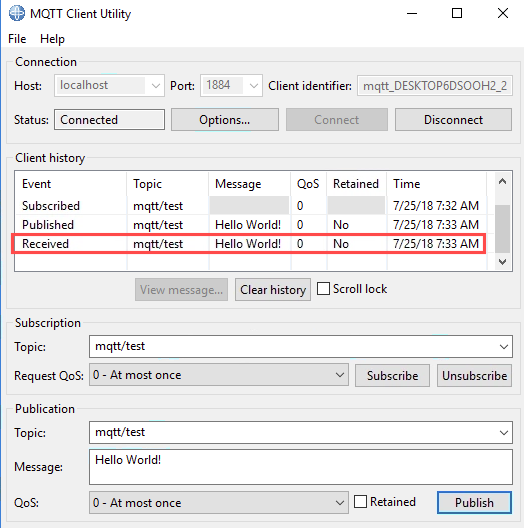 MQTT Client Utility
File Help
Connection
Host: localhost Port: 1884 Client identifier: mqtt_DESKTOP6DSOOH2_2
Status: Connected Options... Connect Disconnect
Client history
Event Topic Message QoS Retained Time
Subscribed mqtt/test 0 7/25/18 7:32 AM
Published mqtt/test Hello World! 0 No 7/25/18 7:33 AM
Received mqtt/test Hello World! 0 No 7/25/18 7:33 AM
View message... Clear history Scroll lock
Subscription
Topic: mqtt/test
Request QoS: 0 - At most once Subscribe Unsubscribe
Publication
Topic: mqtt/test
Message: Hello World!
QoS: 0 - At most once Retained Publish